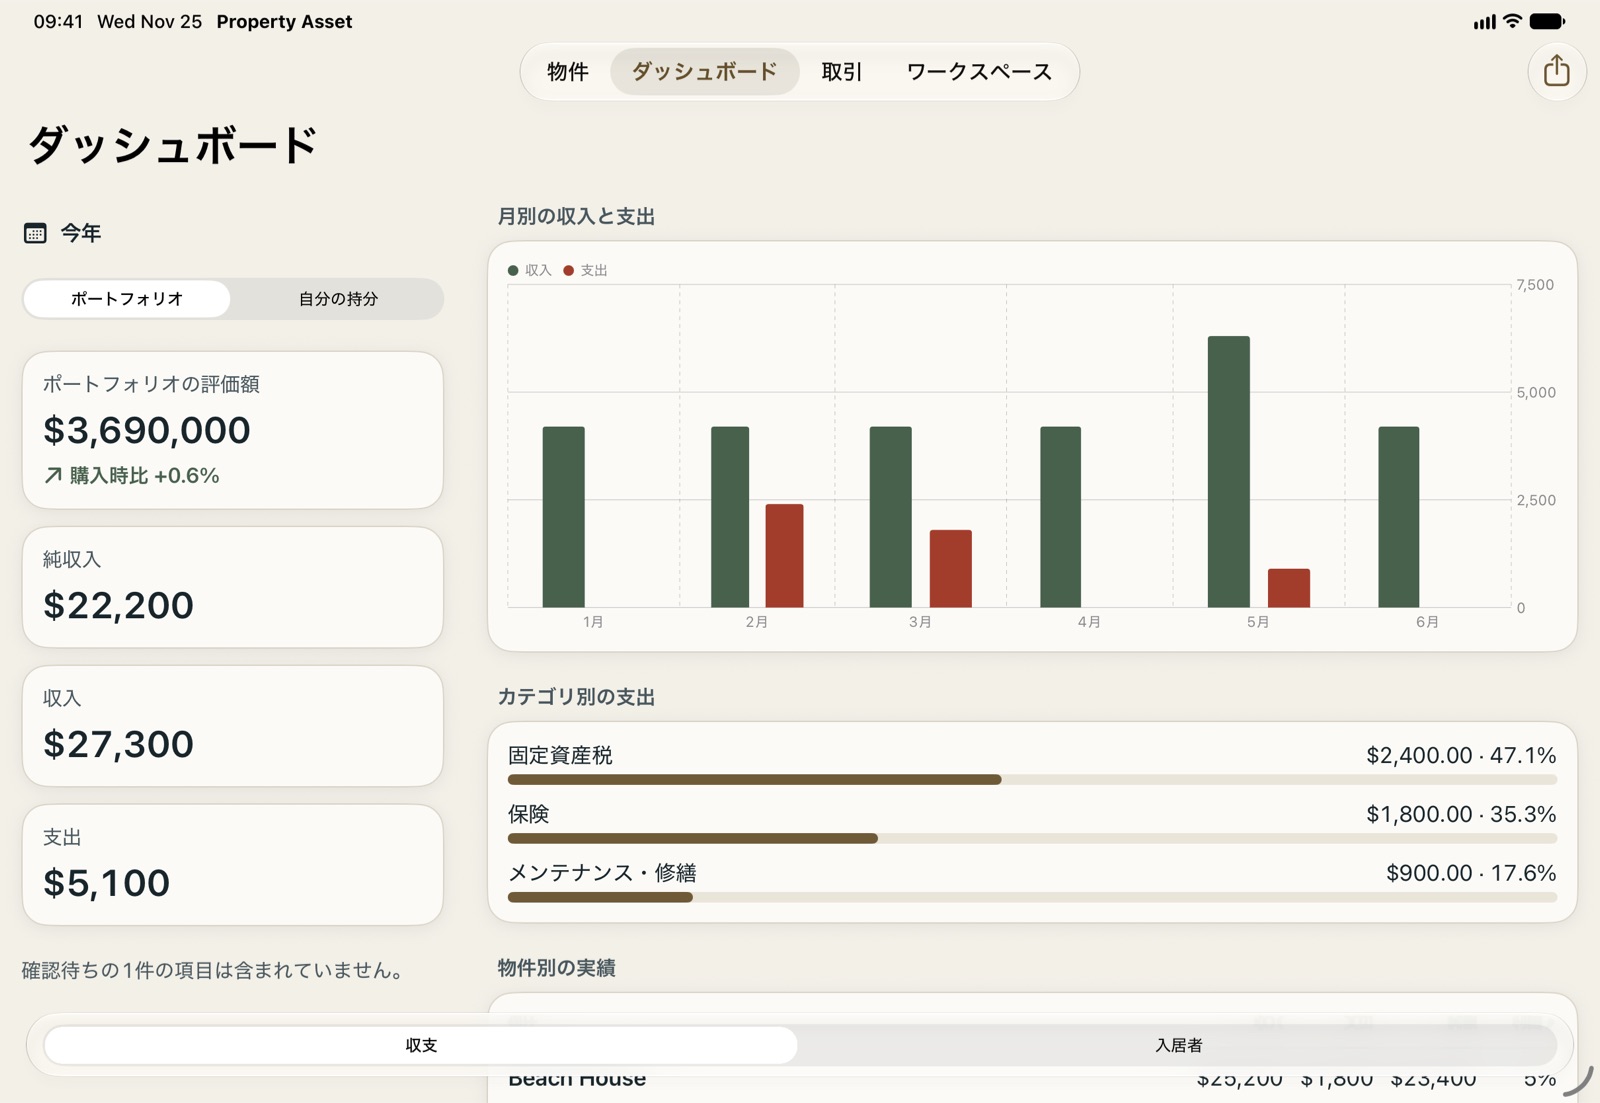 09:41 Wed Nov 25 Property Asset
物件 ダッシュボード 取引 ワークスペース
ダッシュボード
今年
ポートフォリオ 自分の持分
ポートフォリオの評価額
$3,690,000
購入時比 +0.6%
純収入
$22,200
収入
$27,300
支出
$5,100
確認待ちの1件の項目は含まれていません。
月別の収入と支出
収入 支出
7,500
5,000
2,500
0
1月 2月 3月 4月 5月 6月
カテゴリ別の支出
固定資産税 $2,400.00 · 47.1%
保険 $1,800.00 · 35.3%
メンテナンス・修繕 $900.00 · 17.6%
物件別の実績
収支 入居者
Beach House $25,200 $1,800 $23,400 5%